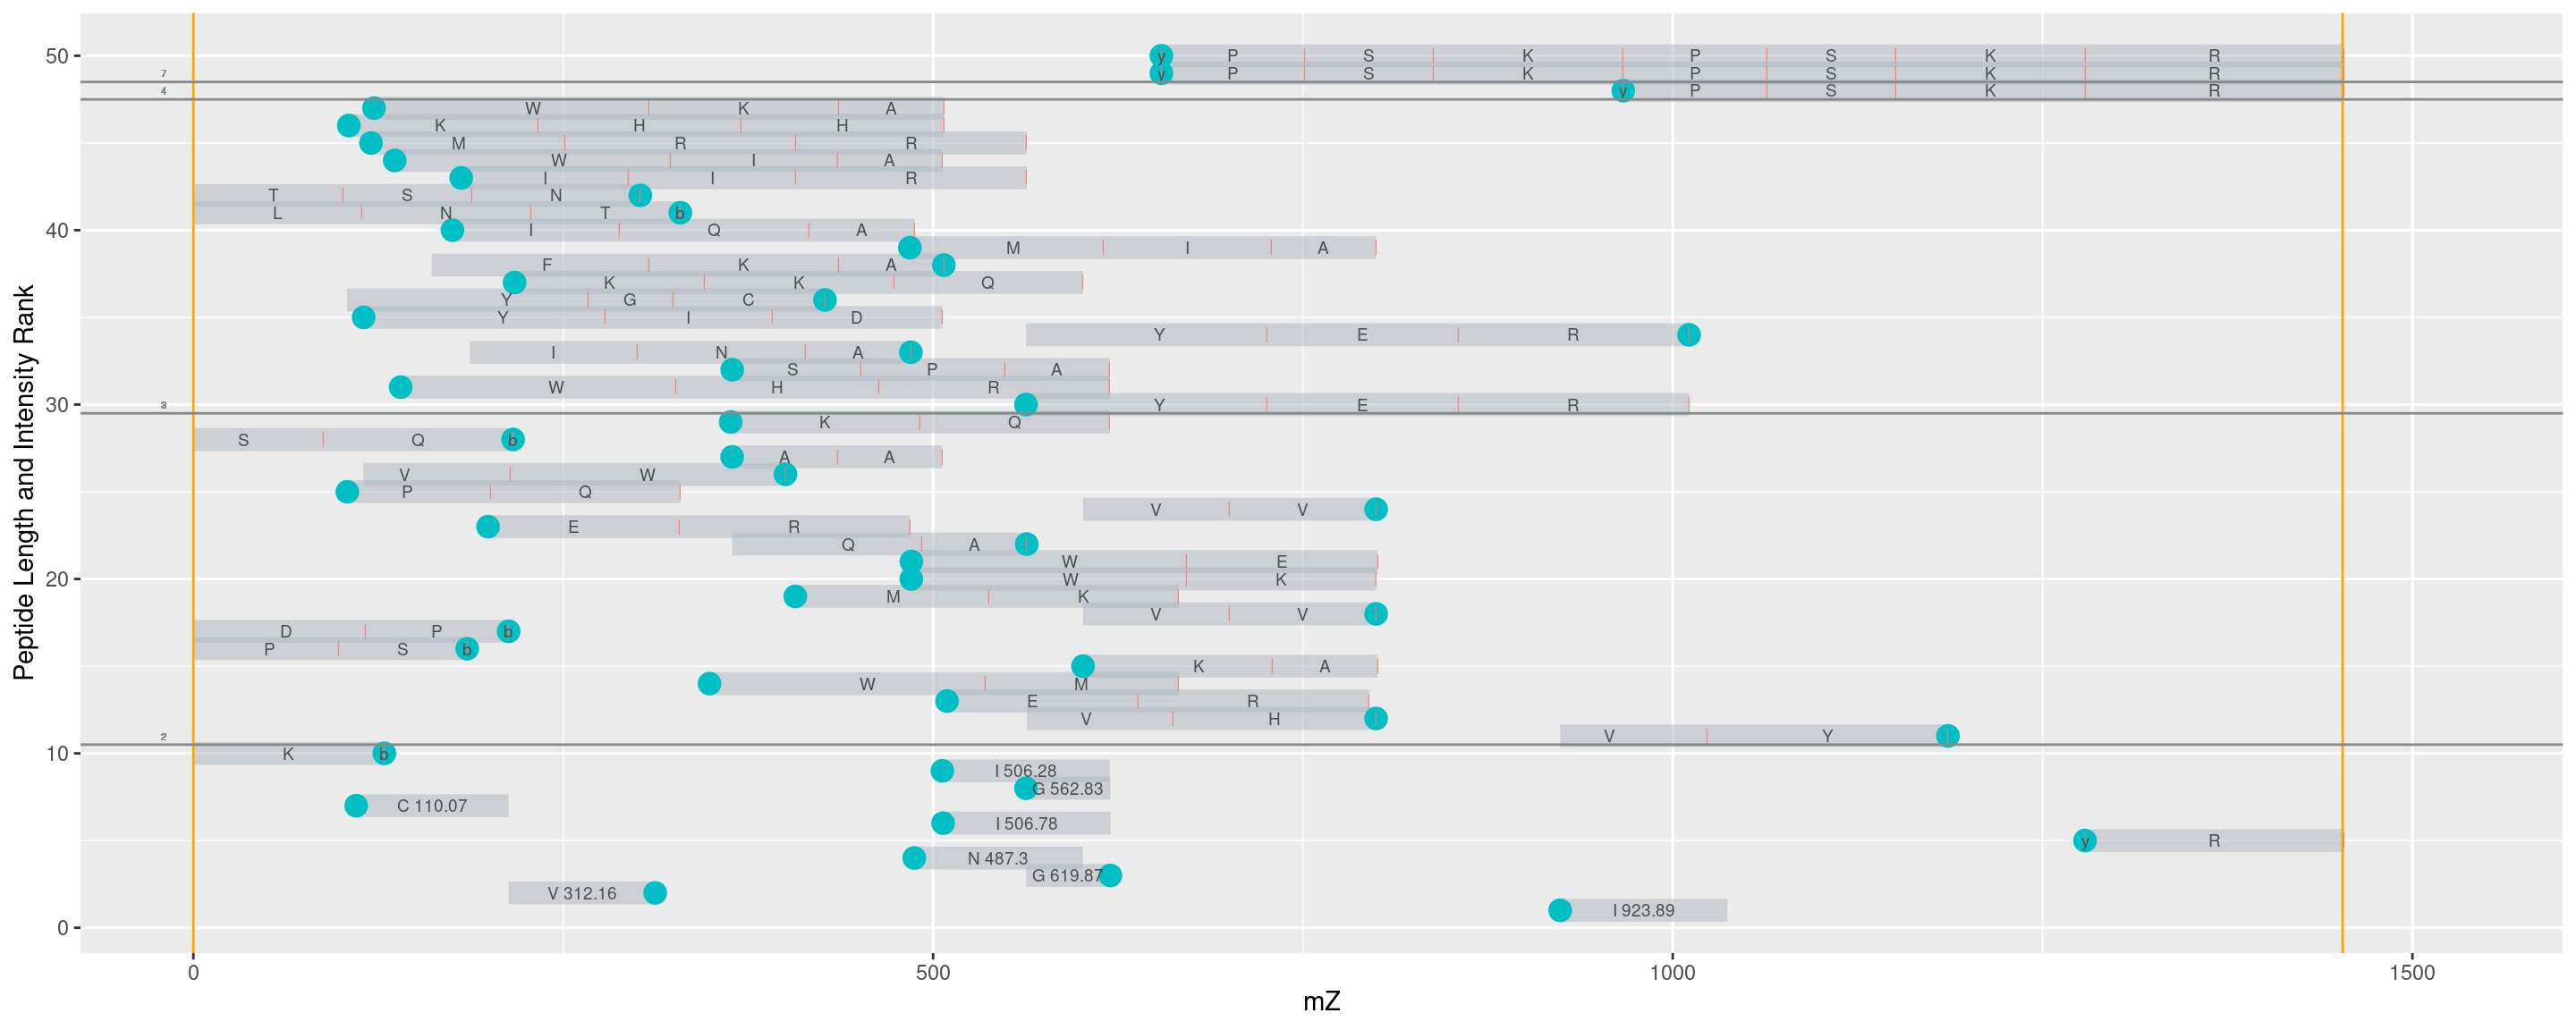 50
y P S K P S K R
7
y P S K P S K R
4
y P S K R
W K A
K H H
M R R
W I A
I I R
T S N
L N T b
40
I Q A
M I A
F K A
K K Q
Y G C
Y I D
Y E R
I N A
S P A
W H R
30
3
Y E R
K Q
S Q b
A A
V W
P Q
V V
E R
Q A
W E
20
W K
M K
V V
D P b
P S b
K A
W M
E R
V H
2
V Y
10
K b
I 506.28
G 562.83
C 110.07
I 506.78
y R
N 487.3
G 619.87
V 312.16
I 923.89
0
0 500 1000 1500
mZ
Peptide Length and Intensity Rank